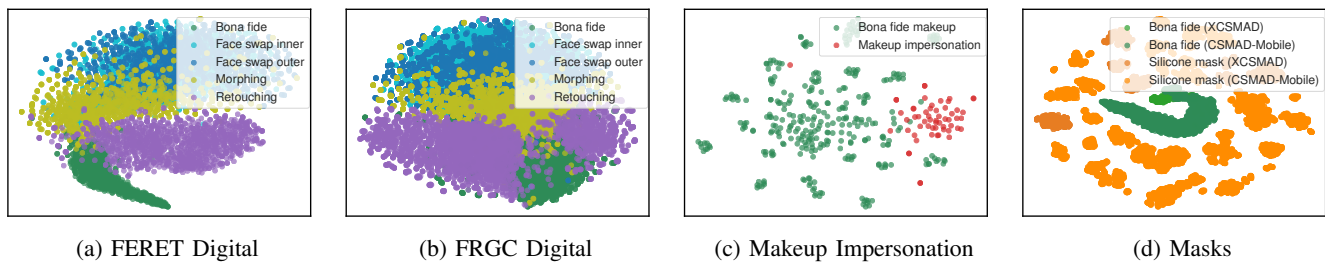 Bona fide
Face swap inner
Face swap outer
Morphing
Retouching
(a) FERET Digital
Bona fide
Face swap inner
Face swap outer
Morphing
Retouching
(b) FRGC Digital
Bona fide makeup
Makeup impersonation
(c) Makeup Impersonation
Bona fide (XCSMAD)
Bona fide (CSMAD-Mobile)
Silicone mask (XCSMAD)
Silicone mask (CSMAD-Mobile)
(d) Masks